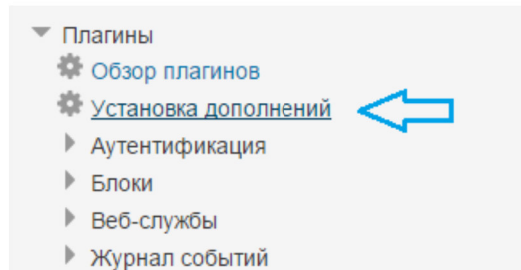 Плагины
Обзор плагинов
Установка дополнений
Аутентификация
Блоки
Веб-службы
Журнал событий